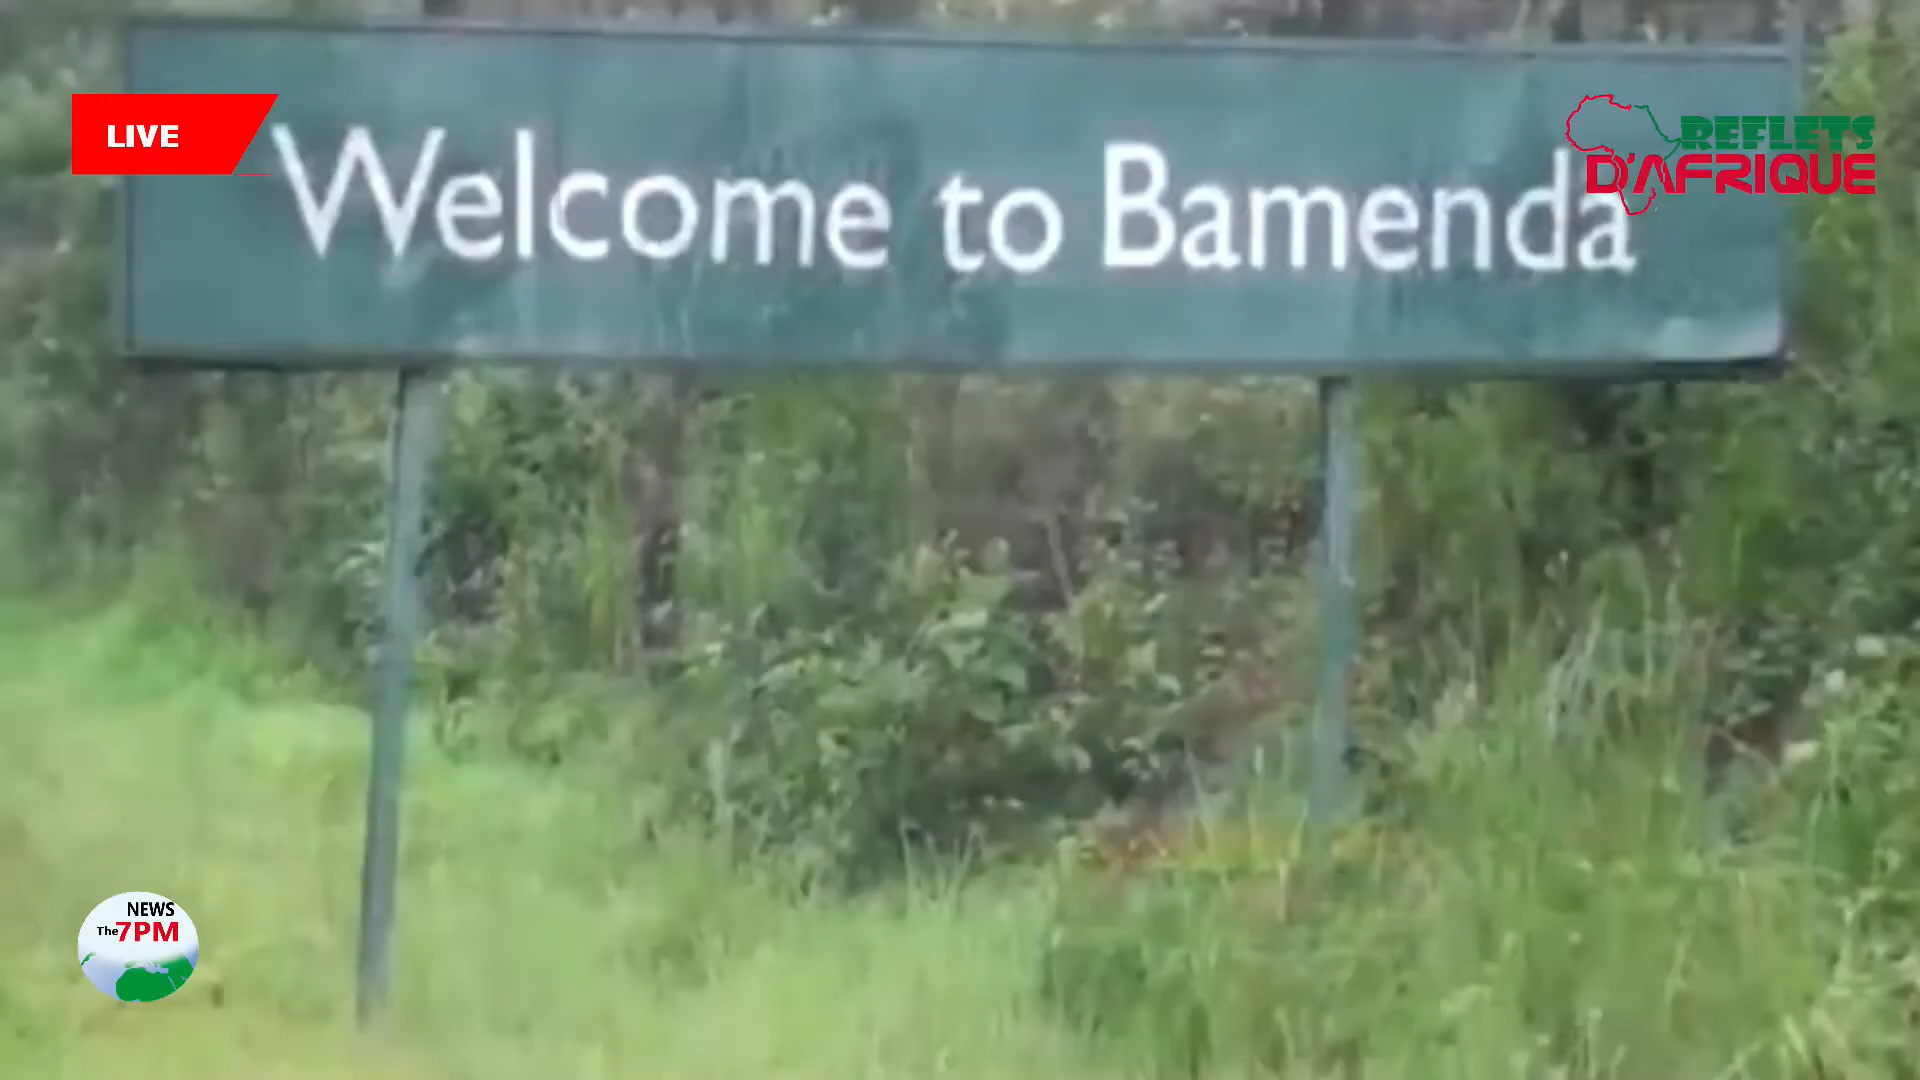 LIVE
Welcome to Bamenda
REFLETS
D'AFRIQUE
NEWS
The 7PM